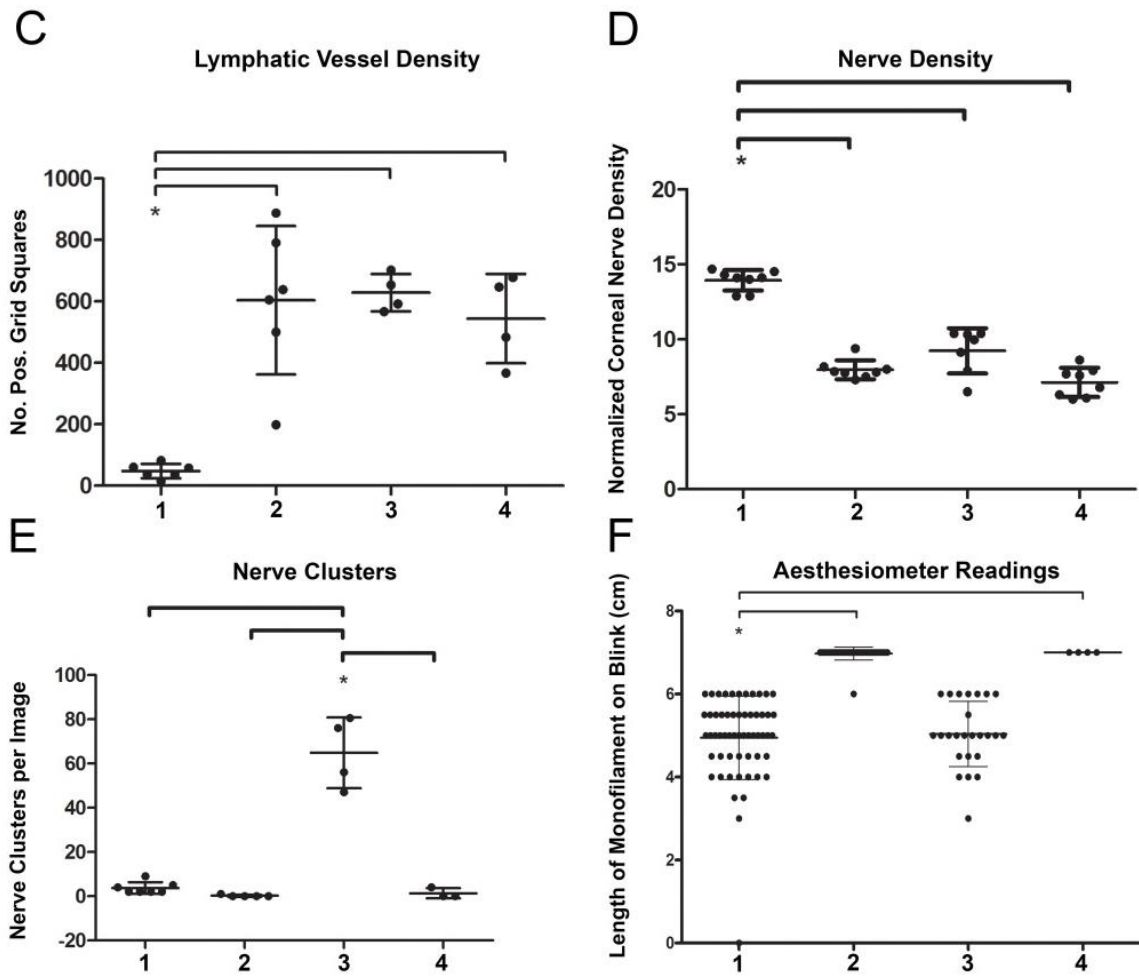 C
Lymphatic Vessel Density
No. Pos. Grid Squares
1000
800
600
400
200
0
*
1 2 3 4
D
Nerve Density
Normalized Corneal Nerve Density
*
20
15
10
5
0
1 2 3 4
E
Nerve Clusters
Nerve Clusters per Image
100
80
60
40
20
0
-20
*
1 2 3 4
F
Aesthesiometer Readings
Length of Monofilament on Blink (cm)
8
6
4
2
0
*
1 2 3 4